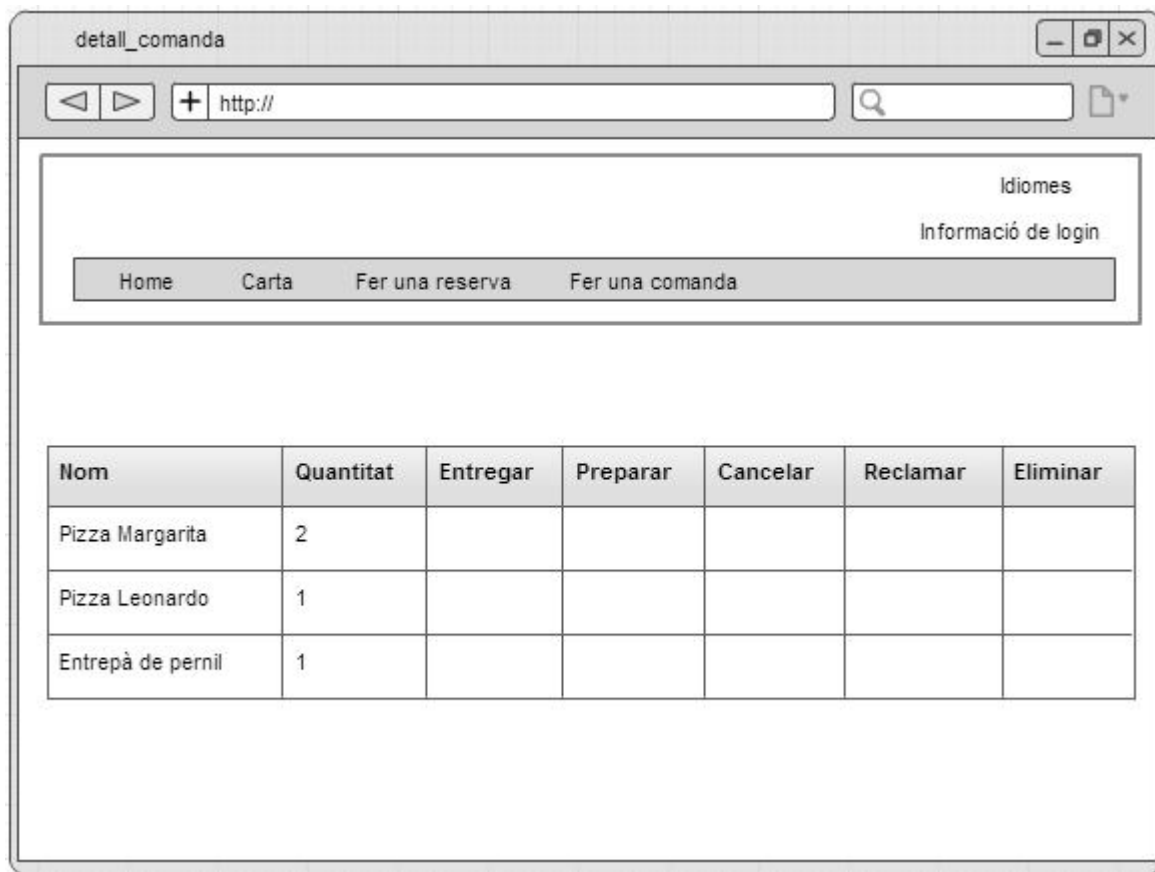 detall_comanda
http://
Idiomes
Informació de login
Home Carta Fer una reserva Fer una comanda
Nom Quantitat Entregar Preparar Cancelar Reclamar Eliminar
Pizza Margarita 2
Pizza Leonardo 1
Entrepà de pernil 1